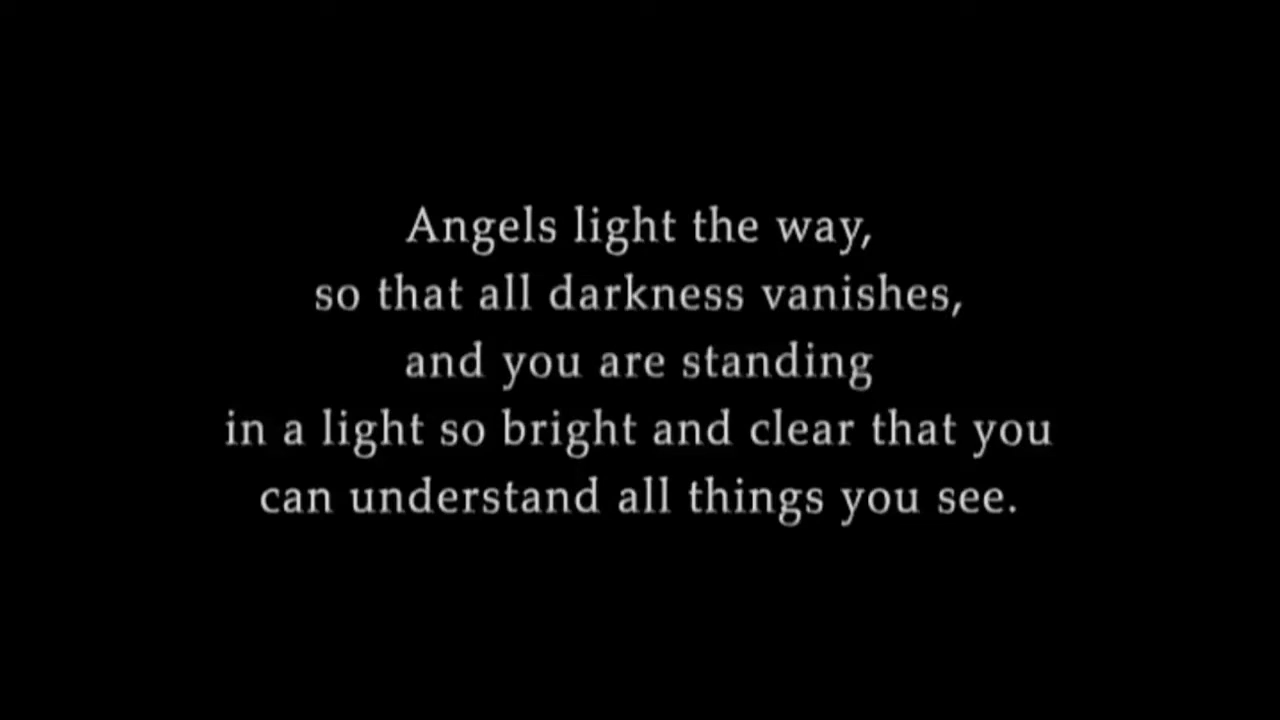 Angels light the way,
so that all darkness vanishes,
and you are standing
in a light so bright and clear that you
can understand all things you see.